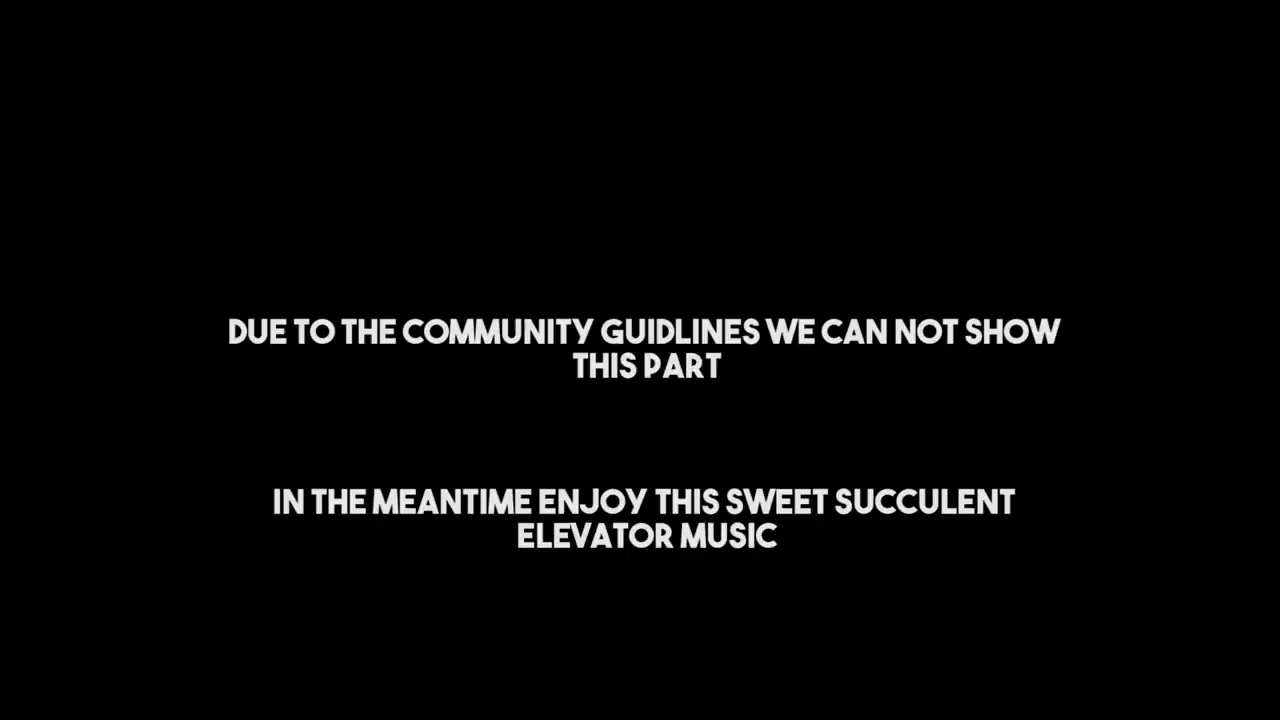 DUE TO THE COMMUNITY GUIDLINES WE CAN NOT SHOW
THIS PART
IN THE MEANTIME ENJOY THIS SWEET SUCCULENT
ELEVATOR MUSIC